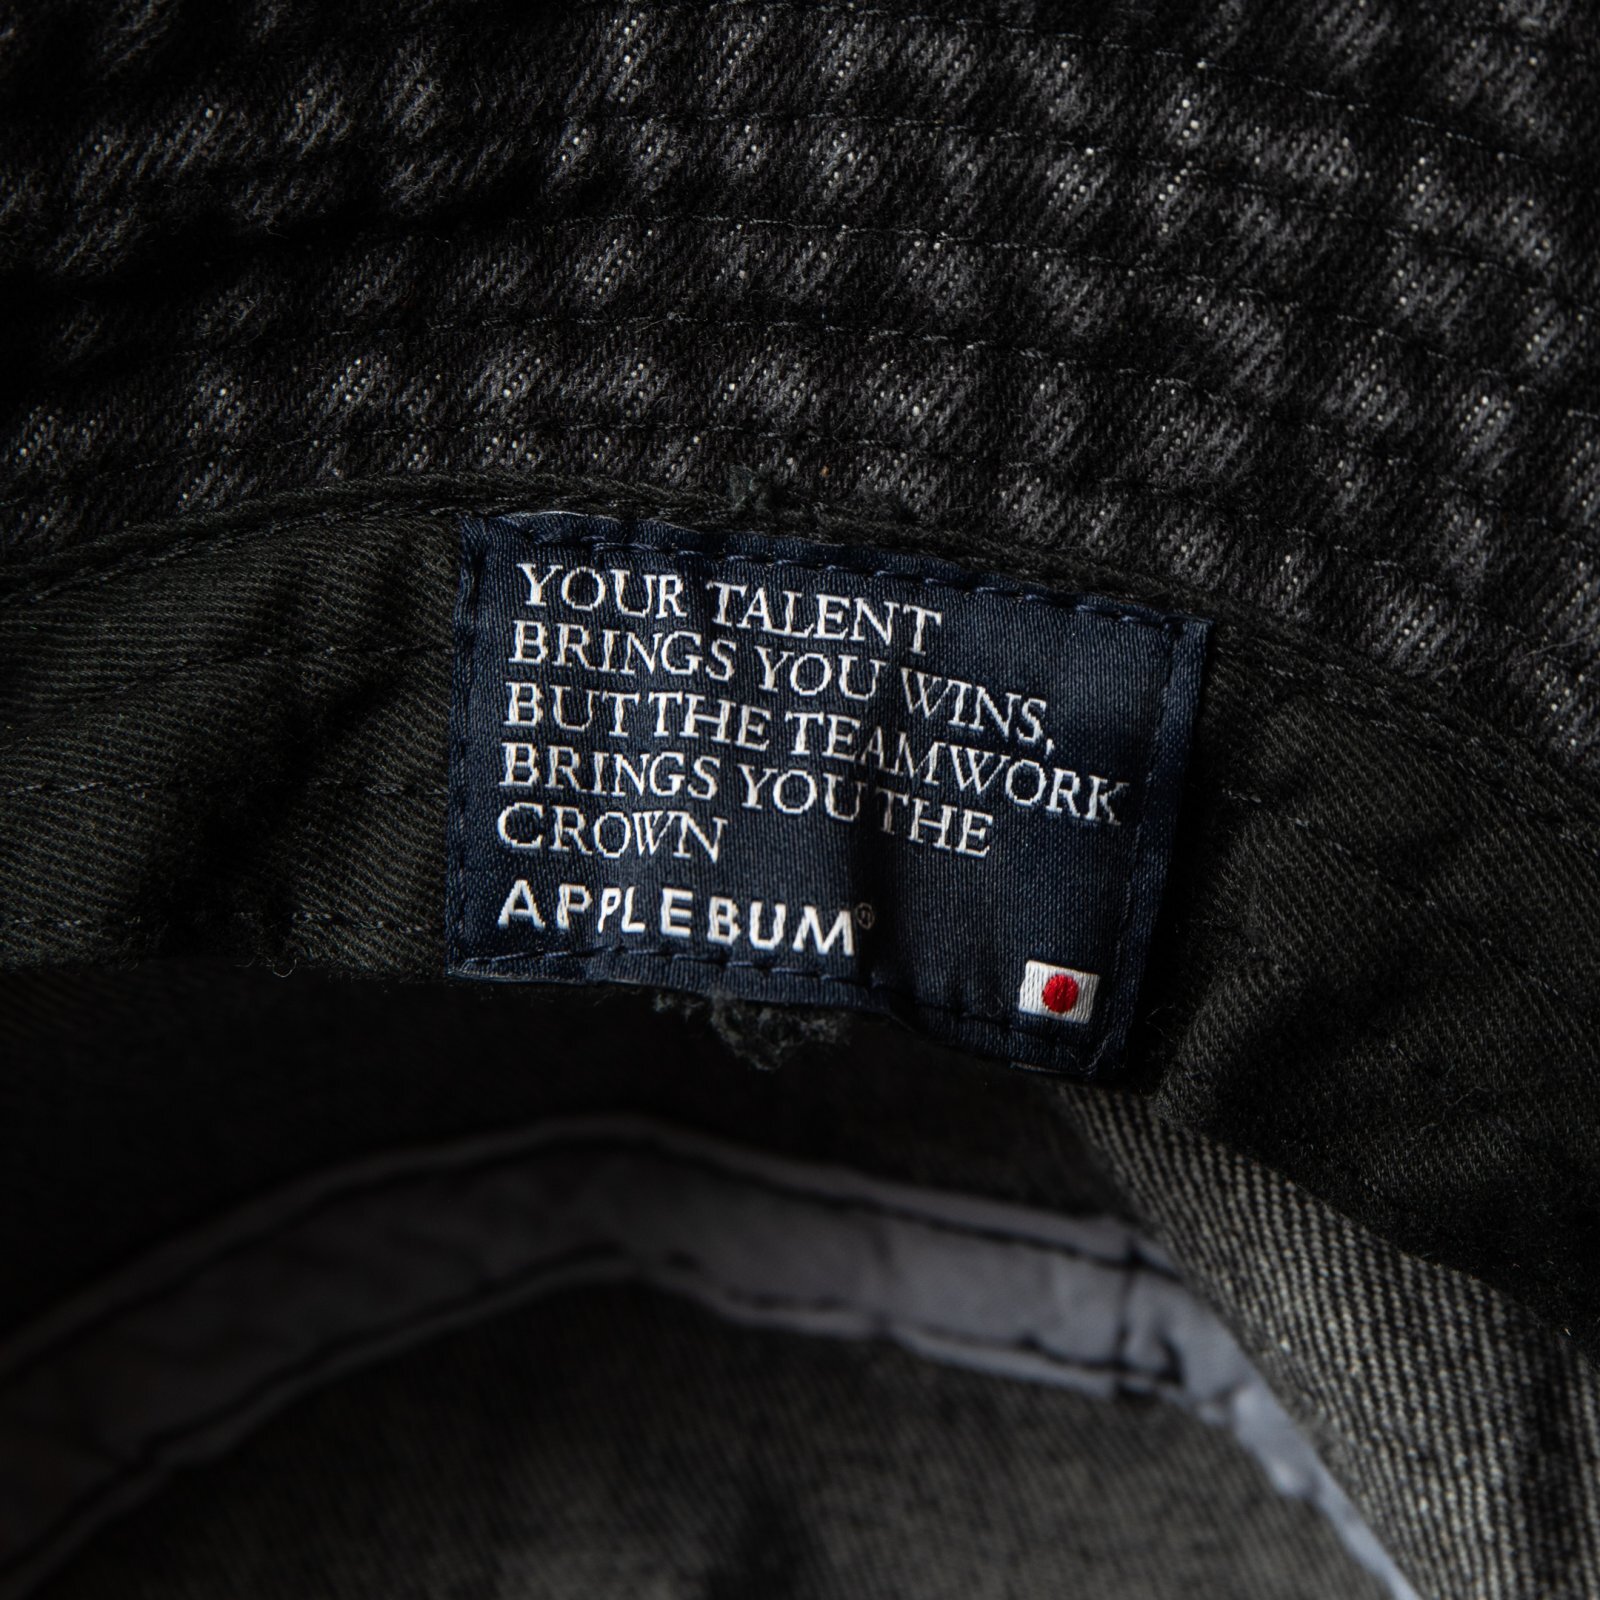 YOUR TALENT
BRINGS YOU WINS,
BUT THE TEAMWORK
BRINGS YOU THE
CROWN
APPLEBUM®